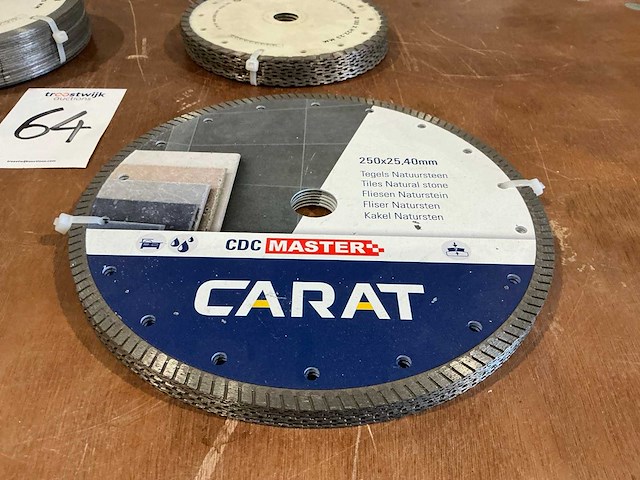 troostwijk
auctions
64
250x25,40mm
Tegels Natuursteen
Tiles Natural stone
Fliesen Naturstein
Fliser Natursten
Kakel Natursten
CDC MASTER
CARAT